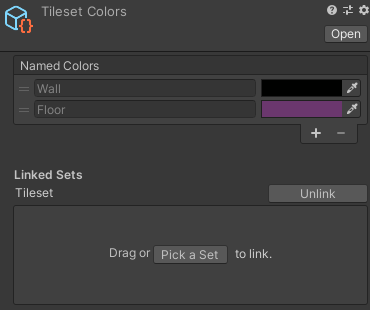 Tileset Colors
Open
Named Colors
Wall
Floor
Linked Sets
Tileset
Unlink
Drag or Pick a Set to link.